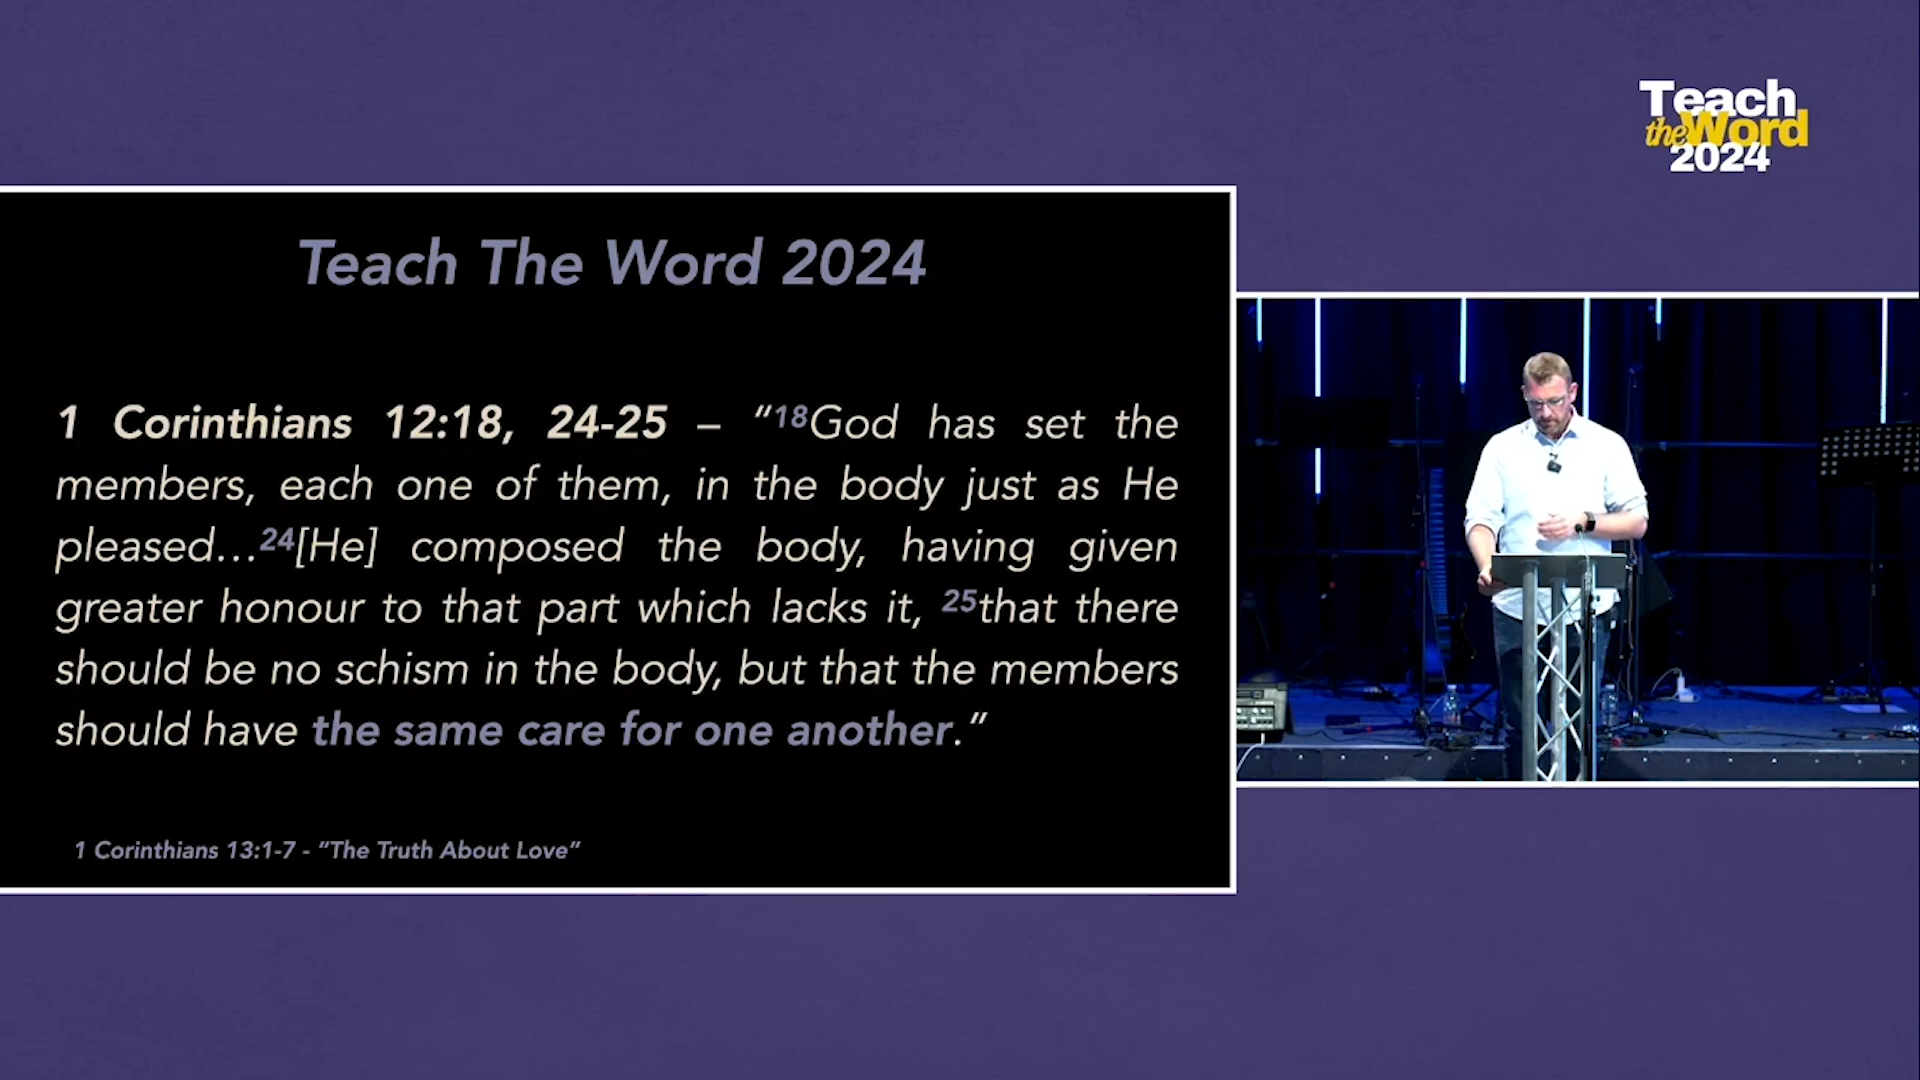 Teach
theWord
2024
Teach The Word 2024
1 Corinthians 12:18, 24-25 – “18God has set the
members, each one of them, in the body just as He
pleased…24[He] composed the body, having given
greater honour to that part which lacks it, 25that there
should be no schism in the body, but that the members
should have the same care for one another.”
1 Corinthians 13:1-7 - “The Truth About Love”